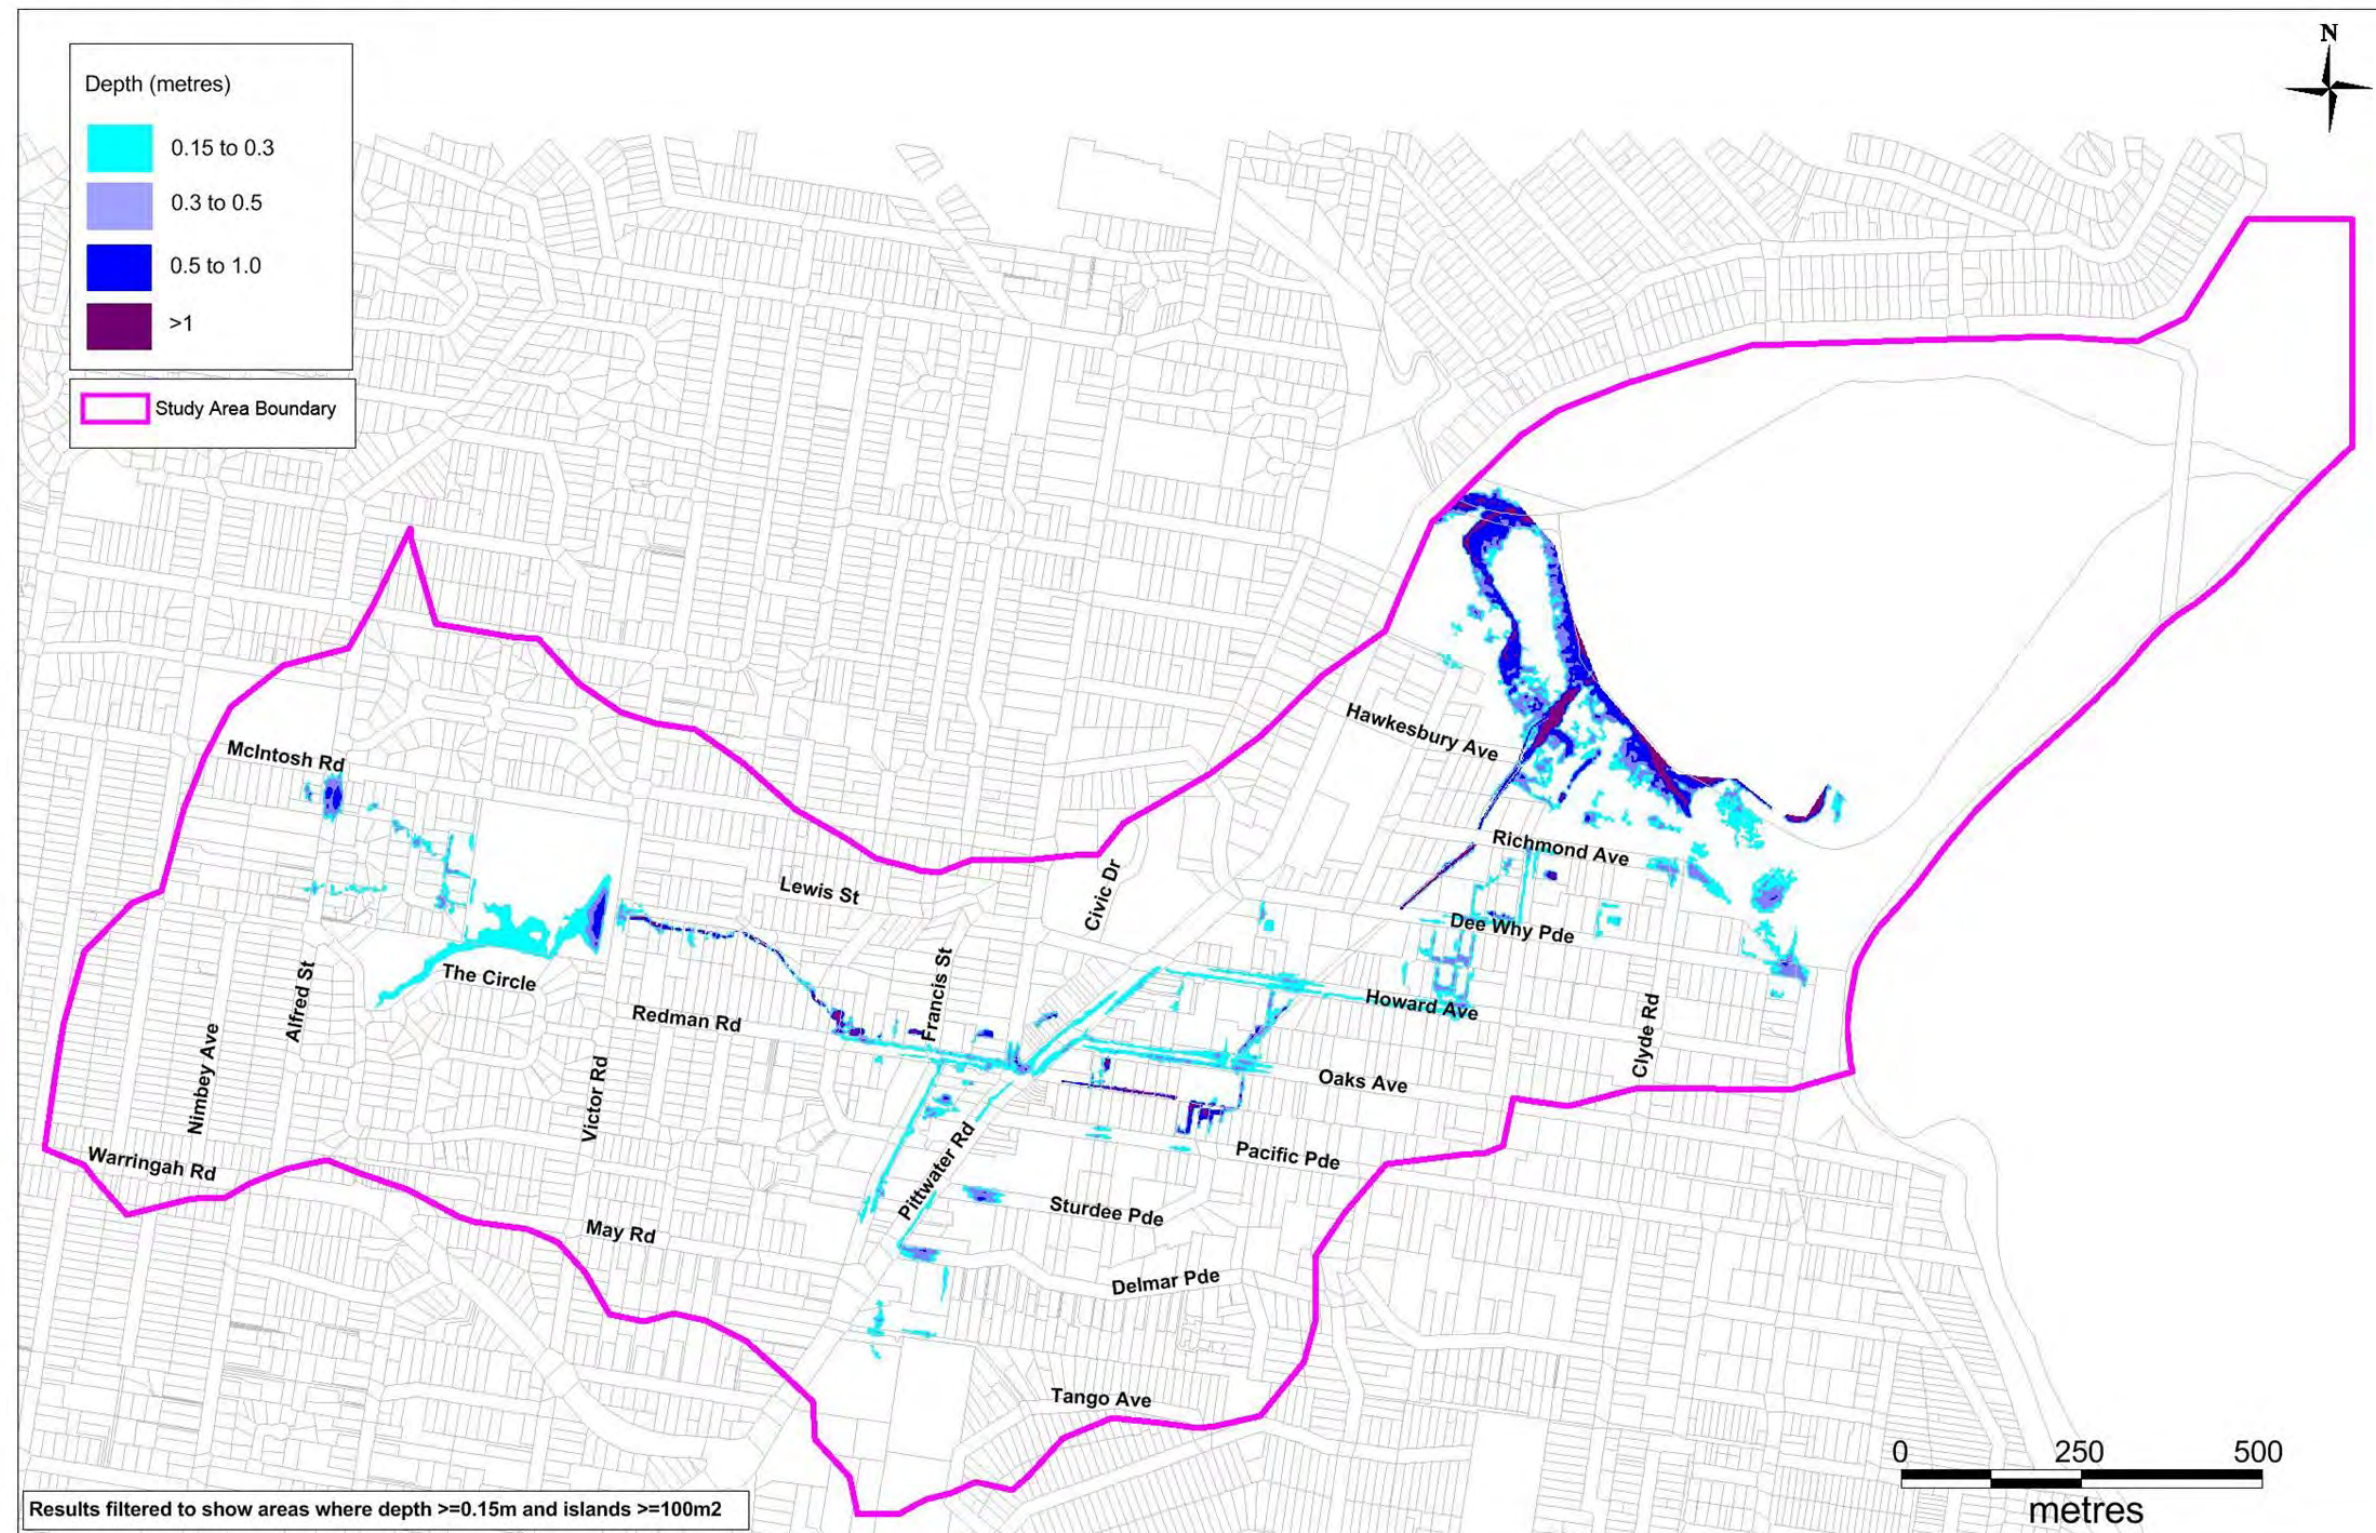 N
Depth (metres)
0.15 to 0.3
0.3 to 0.5
0.5 to 1.0
>1
Study Area Boundary
Hawkesbury Ave
McIntosh Rd
Richmond Ave
Lewis St
Civic Dr
Dee Why Pde
The Circle
Francis St
Howard Ave
Alfred St
Redman Rd
Clyde Rd
Nimbey Ave
Victor Rd
Oaks Ave
Pacific Pde
Warringah Rd
Pittwater Rd
Sturdee Pde
May Rd
Delmar Pde
Tango Ave
0 250 500
metres
Results filtered to show areas where depth >=0.15m and islands >=100m2